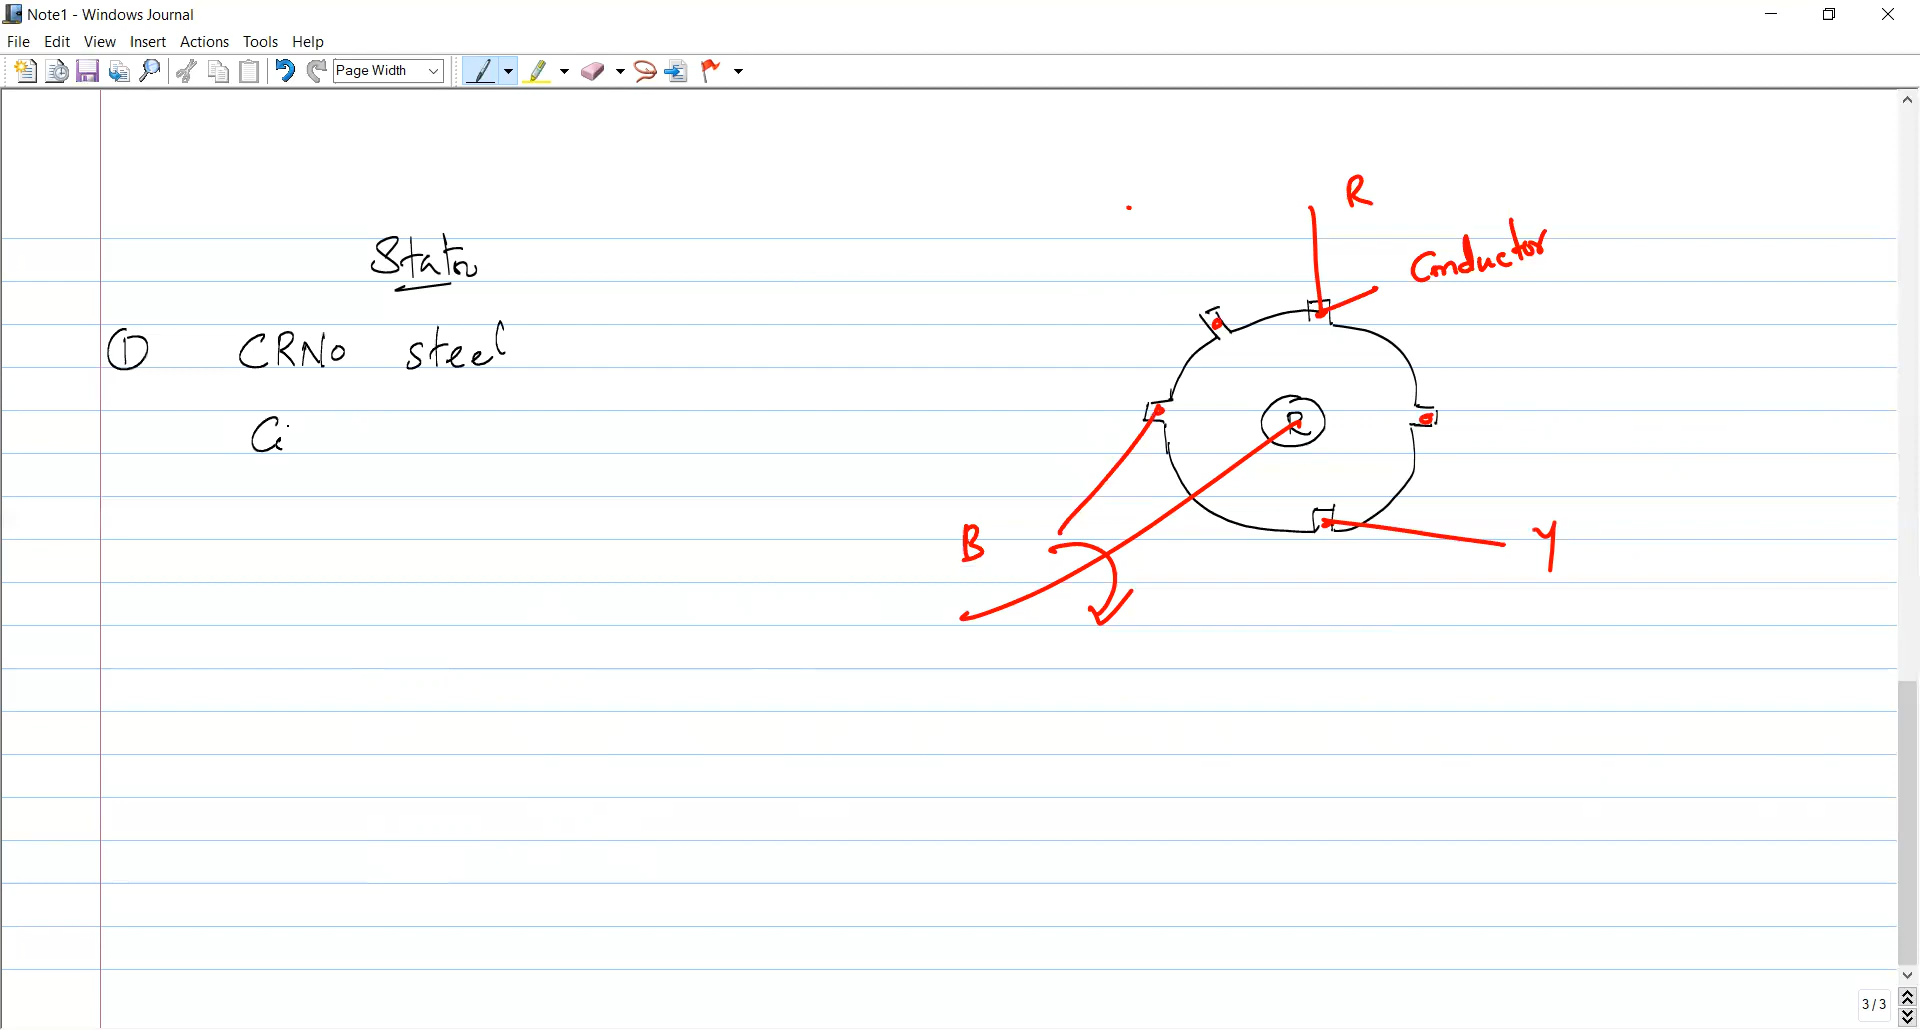 Note1 - Windows Journal
File Edit View Insert Actions Tools Help
Page Width
Stator
① CRNO steel
Ci
R
Conductor
R
B
Y
3 / 3